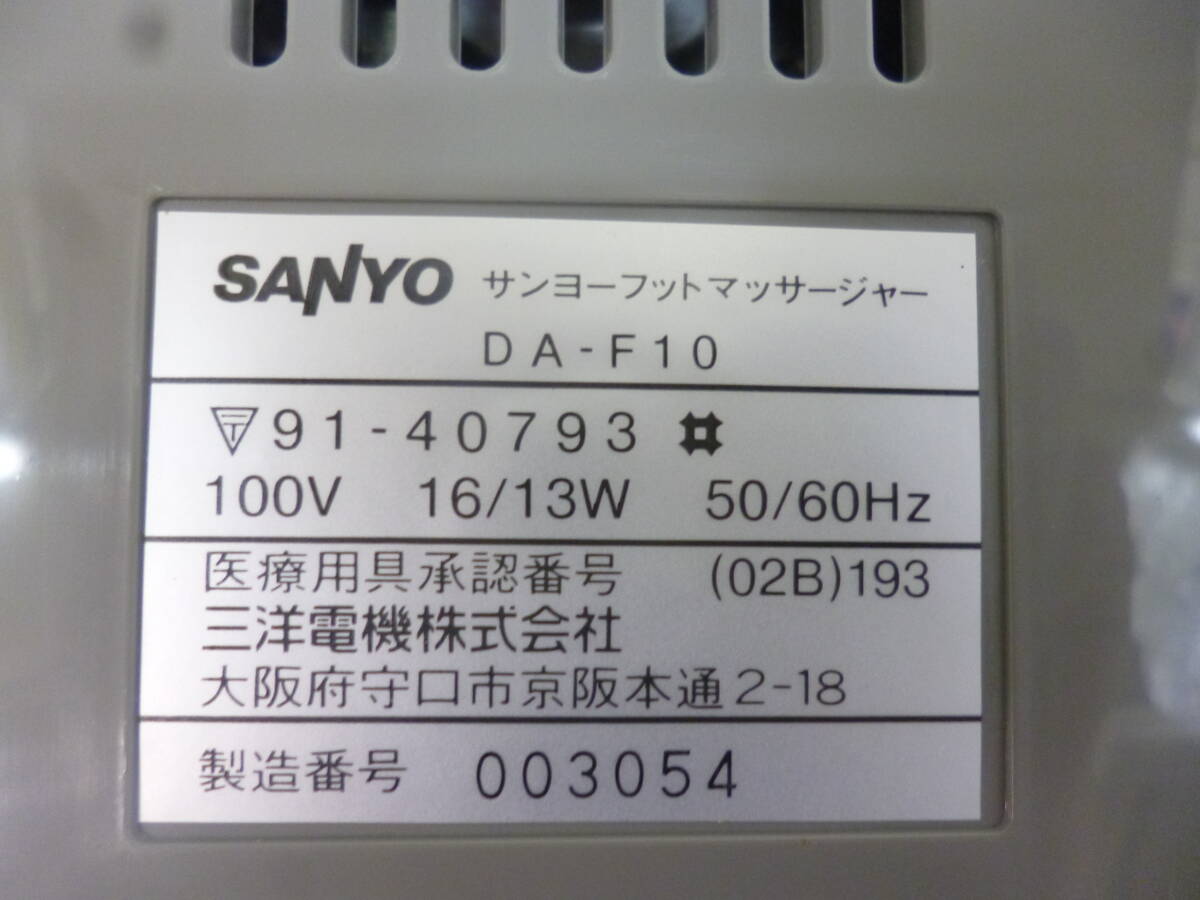 SANYO サンヨーフットマッサージャー
DA-F10
〒91-40793
100V 16/13W 50/60Hz
医療用具承認番号 (02B)193
三洋電機株式会社
大阪府守口市京阪本通2-18
製造番号 003054